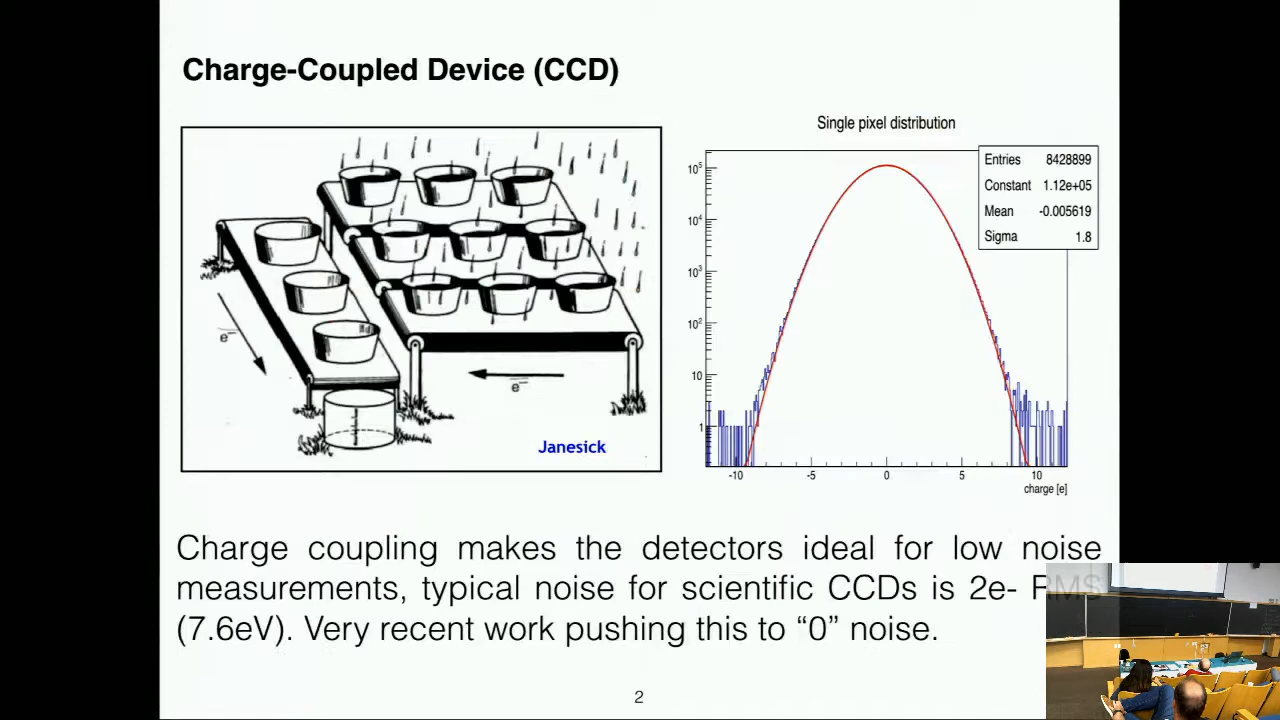 Charge-Coupled Device (CCD)
e⁻
e⁻
Janesick
Single pixel distribution
Entries 8428899
Constant 1.12e+05
Mean -0.005619
Sigma 1.8
10⁵
10⁴
10³
10²
10
1
-10 -5 0 5 10
charge [e]
Charge coupling makes the detectors ideal for low noise
measurements, typical noise for scientific CCDs is 2e- RMS
(7.6eV). Very recent work pushing this to “0” noise.
2